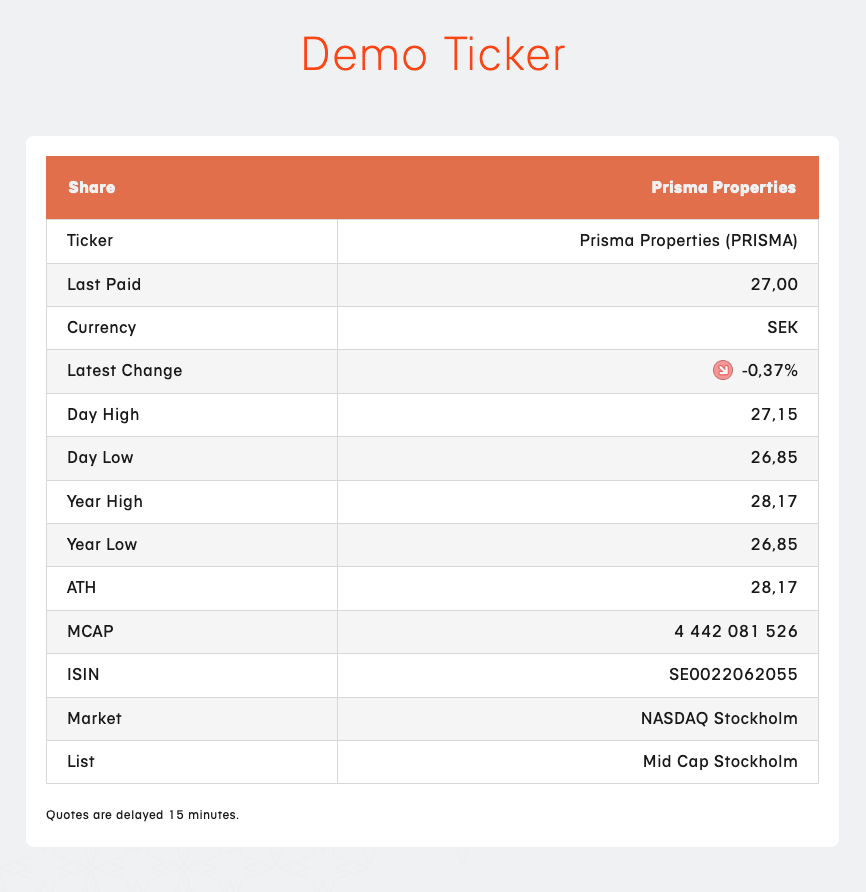 Demo Ticker
Share Prisma Properties
Ticker Prisma Properties (PRISMA)
Last Paid 27,00
Currency SEK
Latest Change -0,37%
Day High 27,15
Day Low 26,85
Year High 28,17
Year Low 26,85
ATH 28,17
MCAP 4 442 081 526
ISIN SE0022062055
Market NASDAQ Stockholm
List Mid Cap Stockholm
Quotes are delayed 15 minutes.